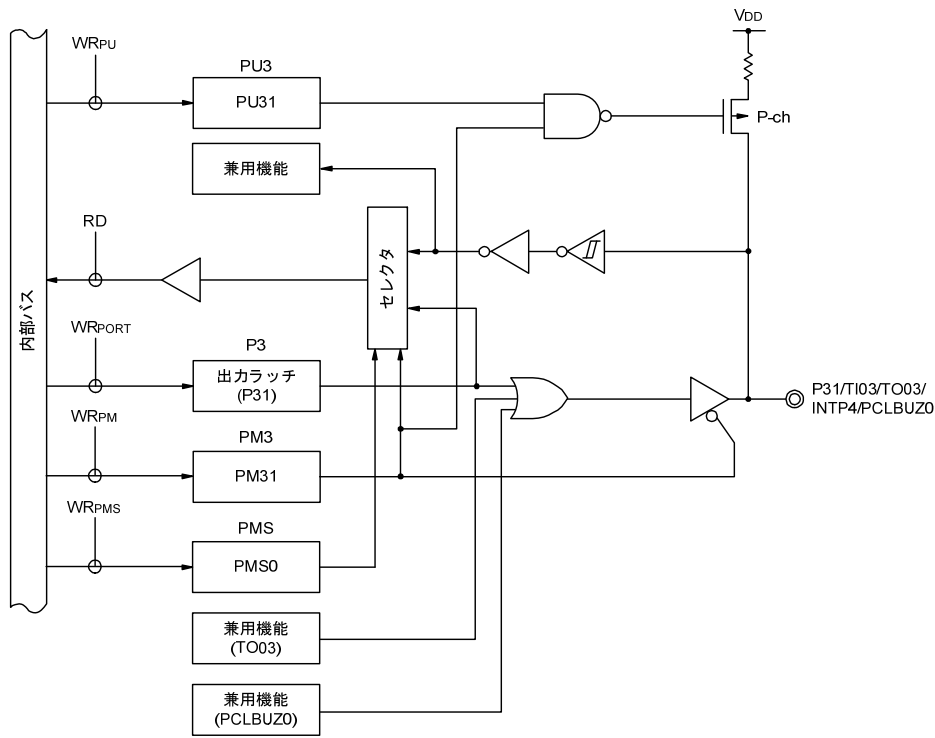 VDD
WRPU
PU3
PU31
P-ch
兼用機能
RD
セレクタ
内部バス
WRPORT
P3
出力ラッチ
(P31)
P31/TI03/TO03/
INTP4/PCLBUZ0
WRPM
PM3
PM31
WRPMS
PMS
PMS0
兼用機能
(TO03)
兼用機能
(PCLBUZ0)